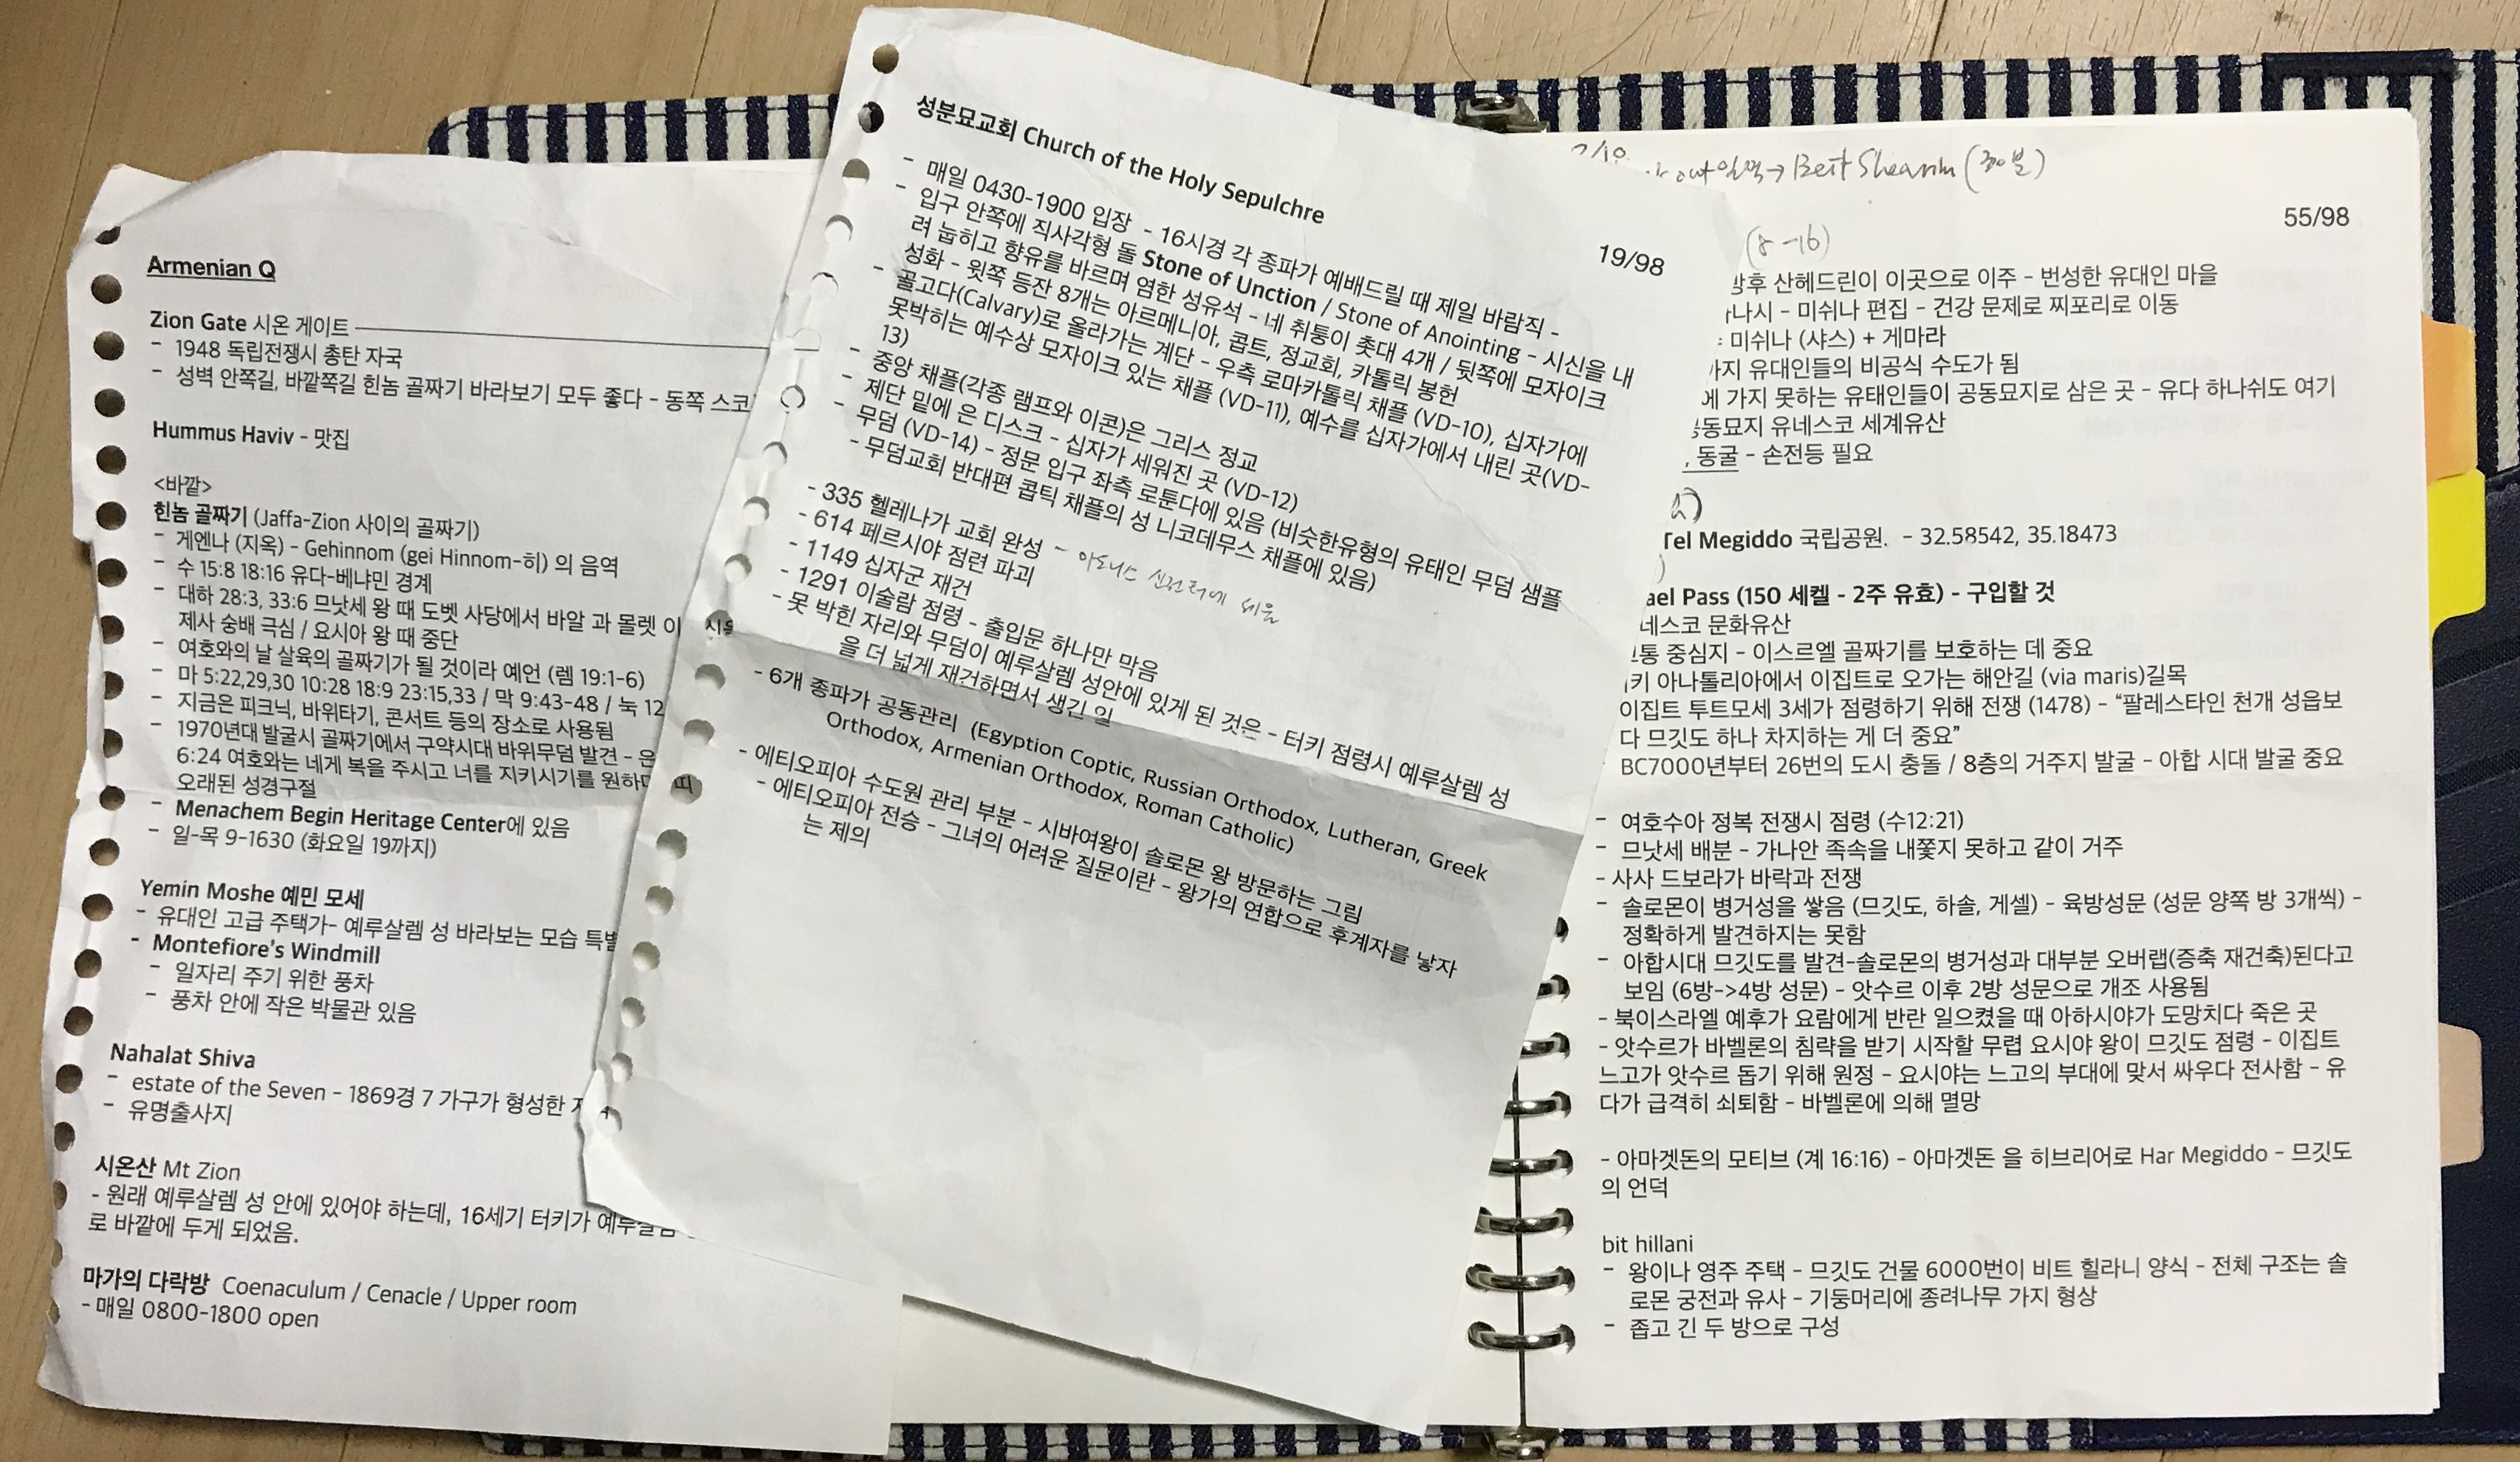 Armenian Q
Zion Gate 시온 게이트
- 1948 독립전쟁시 총탄 자국
- 성벽 안쪽길, 바깥쪽길 힌놈 골짜기 바라보기 모두 좋다 - 동쪽 스코
Hummus Haviv - 맛집
<바깥>
힌놈 골짜기 (Jaffa-Zion 사이의 골짜기)
- 게엔나 (지옥) - Gehinnom (gei Hinnom-히) 의 음역
- 수 15:8 18:16 유다-베냐민 경계
- 대하 28:3, 33:6 므낫세 왕 때 도벳 사당에서 바알 과 몰렛 이
제사 숭배 극심 / 요시아 왕 때 중단
- 여호와의 날 살육의 골짜기가 될 것이라 예언 (렘 19:1-6)
- 마 5:22,29,30 10:28 18:9 23:15,33 / 막 9:43-48 / 눅 12
- 지금은 피크닉, 바위타기, 콘서트 등의 장소로 사용됨
- 1970년대 발굴시 골짜기에서 구약시대 바위무덤 발견 - 은
6:24 여호와는 네게 복을 주시고 너를 지키시기를 원하며
오래된 성경구절
- Menachem Begin Heritage Center에 있음
- 일-목 9-1630 (화요일 19까지)
Yemin Moshe 예민 모세
- 유대인 고급 주택가- 예루살렘 성 바라보는 모습 특별
- Montefiore's Windmill
- 일자리 주기 위한 풍차
- 풍차 안에 작은 박물관 있음
Nahalat Shiva
- estate of the Seven - 1869경 7 가구가 형성한
- 유명출사지
시온산 Mt Zion
- 원래 예루살렘 성 안에 있어야 하는데, 16세기 터키가 예루살렘
로 바깥에 두게 되었음.
마가의 다락방 Coenaculum / Cenacle / Upper room
- 매일 0800-1800 open
성분묘교회 Church of the Holy Sepulchre
19/98
- 매일 0430-1900 입장 - 16시경 각 종파가 예배드릴 때 제일 바람직 -
- 입구 안쪽에 직사각형 돌 Stone of Unction / Stone of Anointing - 시신을 내
려 눕히고 향유를 바르며 염한 성유석 - 네 취퉁이 촛대 4개 / 뒷쪽에 모자이크
성화 - 윗쪽 등잔 8개는 아르메니아, 콥트, 정교회, 카톨릭 봉헌
- 골고다(Calvary)로 올라가는 계단 - 우측 로마카톨릭 채플 (VD-10), 십자가에
못박히는 예수상 모자이크 있는 채플 (VD-11), 예수를 십자가에서 내린 곳(VD-
13)
- 중앙 채플(각종 램프와 이콘)은 그리스 정교
- 제단 밑에 은 디스크 - 십자가 세워진 곳 (VD-12)
- 무덤 (VD-14) - 정문 입구 좌측 로툰다에 있음 (비슷한유형의 유태인 무덤 샘플
- 무덤교회 반대편 콥틱 채플의 성 니코데무스 채플에 있음)
- 335 헬레나가 교회 완성 - 아도니스 신전터에 세움
- 614 페르시야 점련 파괴
- 1149 십자군 재건
- 1291 이술람 점령 - 출입문 하나만 막음
- 못 박힌 자리와 무덤이 예루살렘 성안에 있게 된 것은 - 터키 점령시 예루살렘 성
을 더 넓게 재건하면서 생긴 일
- 6개 종파가 공동관리 (Egyption Coptic, Russian Orthodox, Lutheran, Greek
Orthodox, Armenian Orthodox, Roman Catholic)
- 에티오피아 수도원 관리 부분 - 시바여왕이 솔로몬 왕 방문하는 그림
- 에티오피아 전승 - 그녀의 어려운 질문이란 - 왕가의 연합으로 후계자를 낳자
는 제의
→ Beit Shearim (30분)
55/98
(8-16)
후 산헤드린이 이곳으로 이주 - 번성한 유대인 마을
나시 - 미쉬나 편집 - 건강 문제로 찌포리로 이동
: 미쉬나 (샤스) + 게마라
까지 유대인들의 비공식 수도가 됨
에 가지 못하는 유태인들이 공동묘지로 삼은 곳 - 유다 하나쉬도 여기
공동묘지 유네스코 세계유산
, 동굴 - 손전등 필요
Tel Megiddo 국립공원. - 32.58542, 35.18473
ael Pass (150 세켈 - 2주 유효) - 구입할 것
네스코 문화유산
통 중심지 - 이스르엘 골짜기를 보호하는 데 중요
키 아나톨리아에서 이집트로 오가는 해안길 (via maris)길목
이집트 투트모세 3세가 점령하기 위해 전쟁 (1478) - “팔레스타인 천개 성읍보
다 므깃도 하나 차지하는 게 더 중요”
BC7000년부터 26번의 도시 충돌 / 8층의 거주지 발굴 - 아합 시대 발굴 중요
- 여호수아 정복 전쟁시 점령 (수12:21)
- 므낫세 배분 - 가나안 족속을 내쫓지 못하고 같이 거주
- 사사 드보라가 바락과 전쟁
- 솔로몬이 병거성을 쌓음 (므깃도, 하솔, 게셀) - 육방성문 (성문 양쪽 방 3개씩) -
정확하게 발견하지는 못함
- 아합시대 므깃도를 발견-솔로몬의 병거성과 대부분 오버랩(증축 재건축)된다고
보임 (6방->4방 성문) - 앗수르 이후 2방 성문으로 개조 사용됨
- 북이스라엘 예후가 요람에게 반란 일으켰을 때 아하시야가 도망치다 죽은 곳
- 앗수르가 바벨론의 침략을 받기 시작할 무렵 요시야 왕이 므깃도 점령 - 이집트
느고가 앗수르 돕기 위해 원정 - 요시야는 느고의 부대에 맞서 싸우다 전사함 - 유
다가 급격히 쇠퇴함 - 바벨론에 의해 멸망
- 아마겟돈의 모티브 (계 16:16) - 아마겟돈 을 히브리어로 Har Megiddo - 므깃도
의 언덕
bit hillani
- 왕이나 영주 주택 - 므깃도 건물 6000번이 비트 힐라니 양식 - 전체 구조는 솔
로몬 궁전과 유사 - 기둥머리에 종려나무 가지 형상
- 좁고 긴 두 방으로 구성